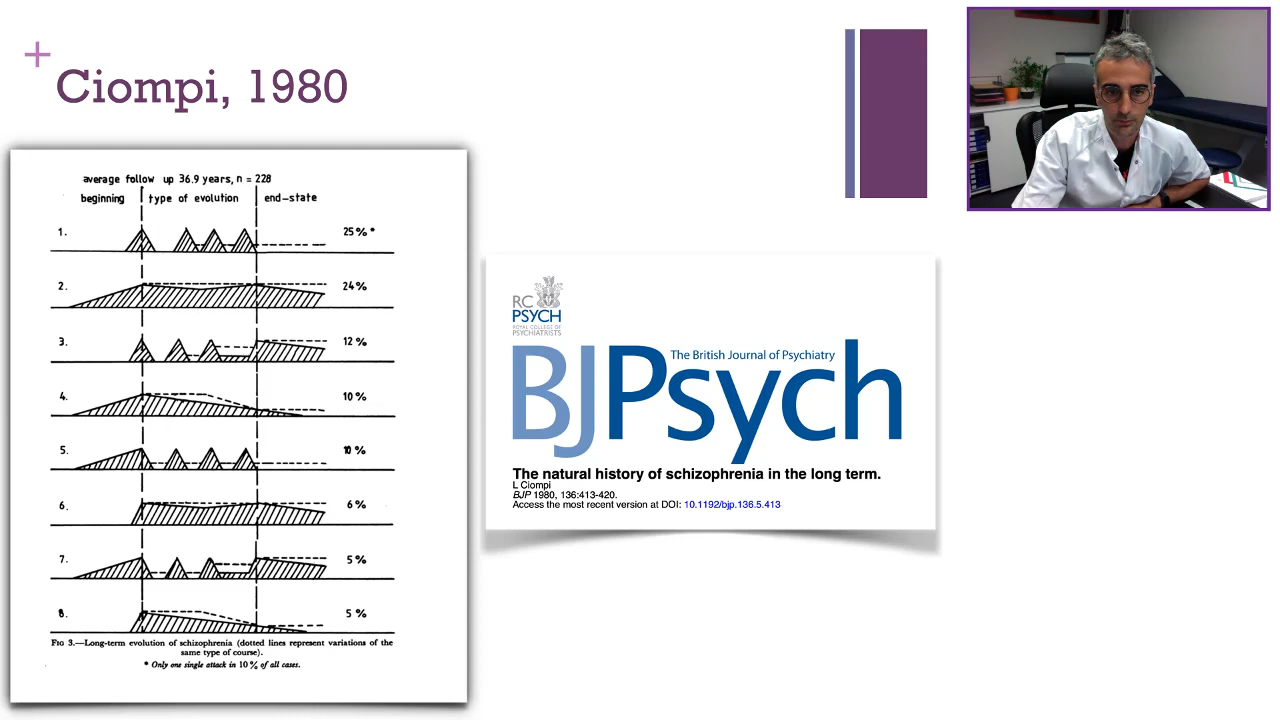 +
Ciompi, 1980
average follow up 36.9 years, n = 228
beginning type of evolution end-state
1. 25% *
2. 24%
3. 12 %
4. 10%
5. 10 %
6. 6%
7. 5%
8. 5%
FIG 3.—Long-term evolution of schizophrenia (dotted lines represent variations of the
same type of course).
* Only one single attack in 10% of all cases.
RC
PSYCH
ROYAL COLLEGE OF
PSYCHIATRISTS
BJPsych
The British Journal of Psychiatry
The natural history of schizophrenia in the long term.
L Ciompi
BJP 1980, 136:413-420.
Access the most recent version at DOI: 10.1192/bjp.136.5.413